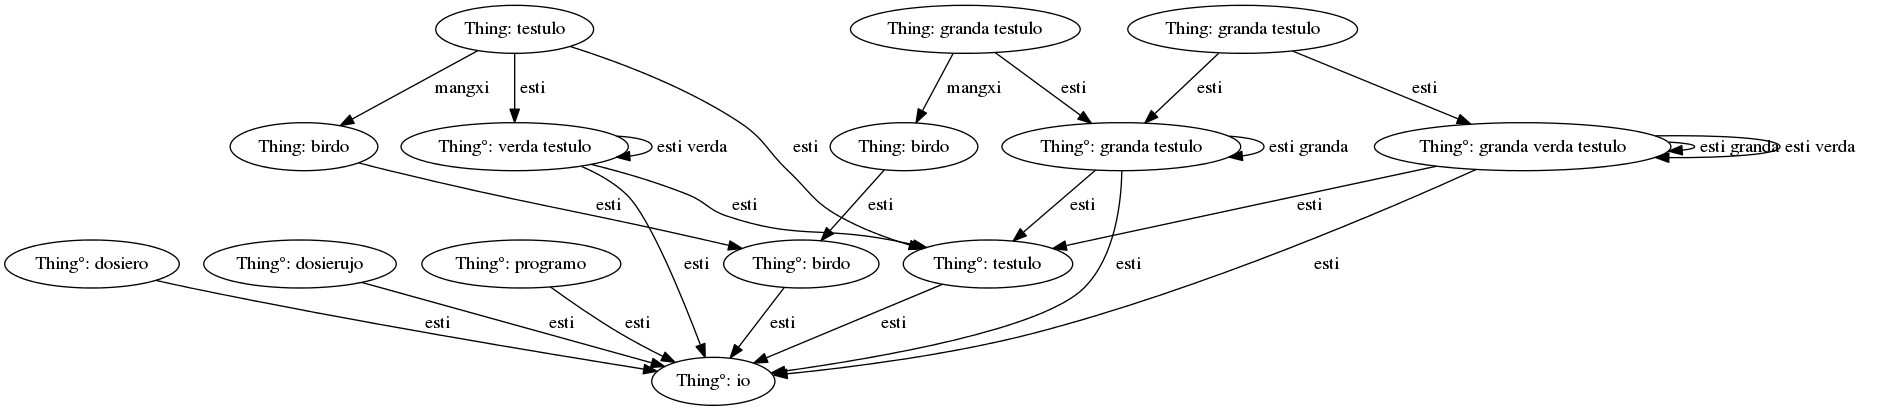 Thing: testulo
Thing: granda testulo
Thing: granda testulo
mangxi
esti
mangxi
esti
esti
esti
Thing: birdo
Thing°: verda testulo
esti verda
esti
Thing: birdo
Thing°: granda testulo
esti granda
Thing°: granda verda testulo
esti granda
esti verda
esti
esti
esti
esti
esti
Thing°: dosiero
Thing°: dosierujo
Thing°: programo
Thing°: birdo
Thing°: testulo
esti
esti
esti
esti
esti
esti
esti
esti
Thing°: io